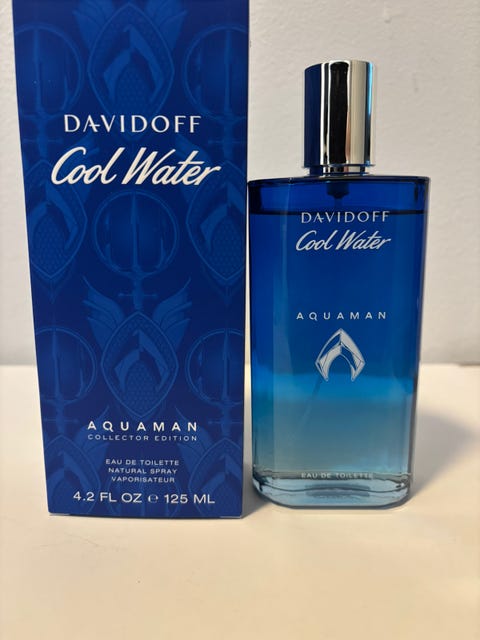 DAVIDOFF
Cool Water
AQUAMAN
COLLECTOR EDITION
EAU DE TOILETTE
NATURAL SPRAY
VAPORISATEUR
4.2 FL OZ ℮ 125 ML
DAVIDOFF
Cool Water
AQUAMAN
EAU DE TOILETTE